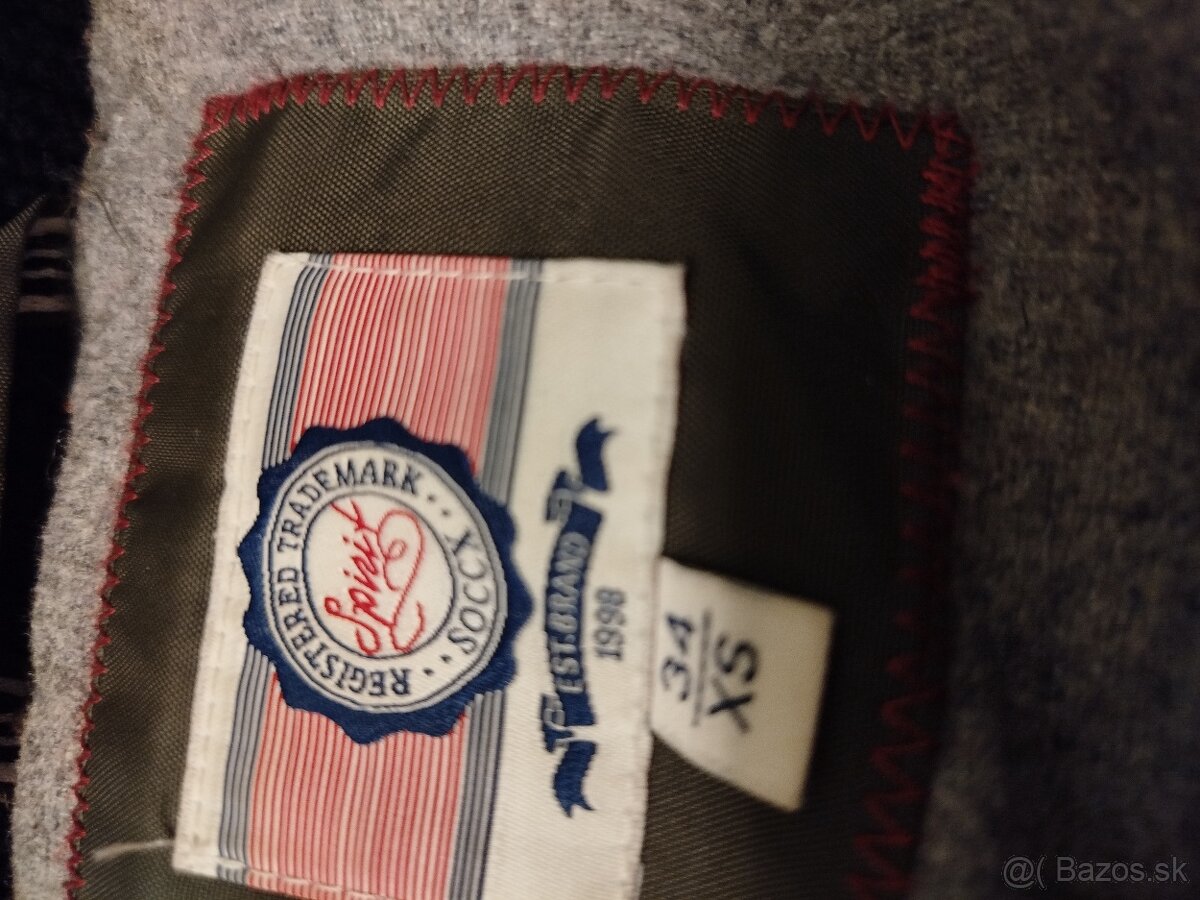 REGISTERED TRADEMARK
Spirit
SOCCX
EST.BRAND
1998
34
XS
@( Bazos.sk